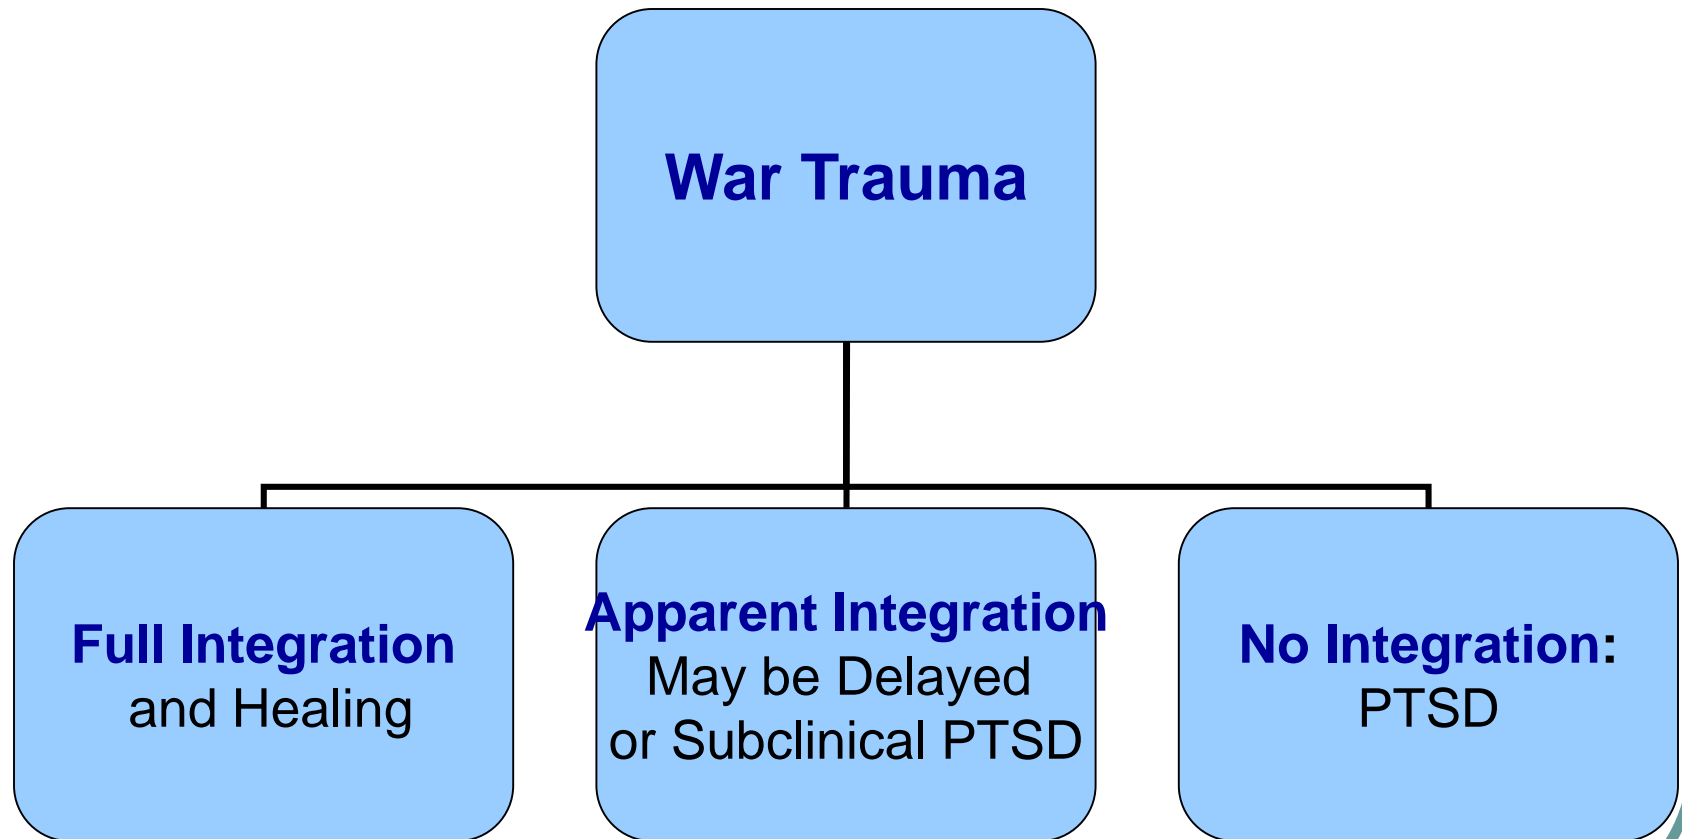 War Trauma
Full Integration
and Healing
Apparent Integration
May be Delayed
or Subclinical PTSD
No Integration:
PTSD